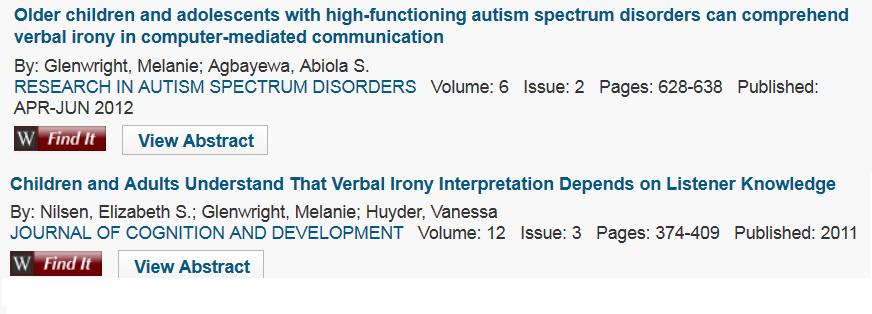 Older children and adolescents with high-functioning autism spectrum disorders can comprehend
verbal irony in computer-mediated communication
By: Glenwright, Melanie; Agbayewa, Abiola S.
RESEARCH IN AUTISM SPECTRUM DISORDERS Volume: 6 Issue: 2 Pages: 628-638 Published:
APR-JUN 2012
W Find It View Abstract
Children and Adults Understand That Verbal Irony Interpretation Depends on Listener Knowledge
By: Nilsen, Elizabeth S.; Glenwright, Melanie; Huyder, Vanessa
JOURNAL OF COGNITION AND DEVELOPMENT Volume: 12 Issue: 3 Pages: 374-409 Published: 2011
W Find It View Abstract